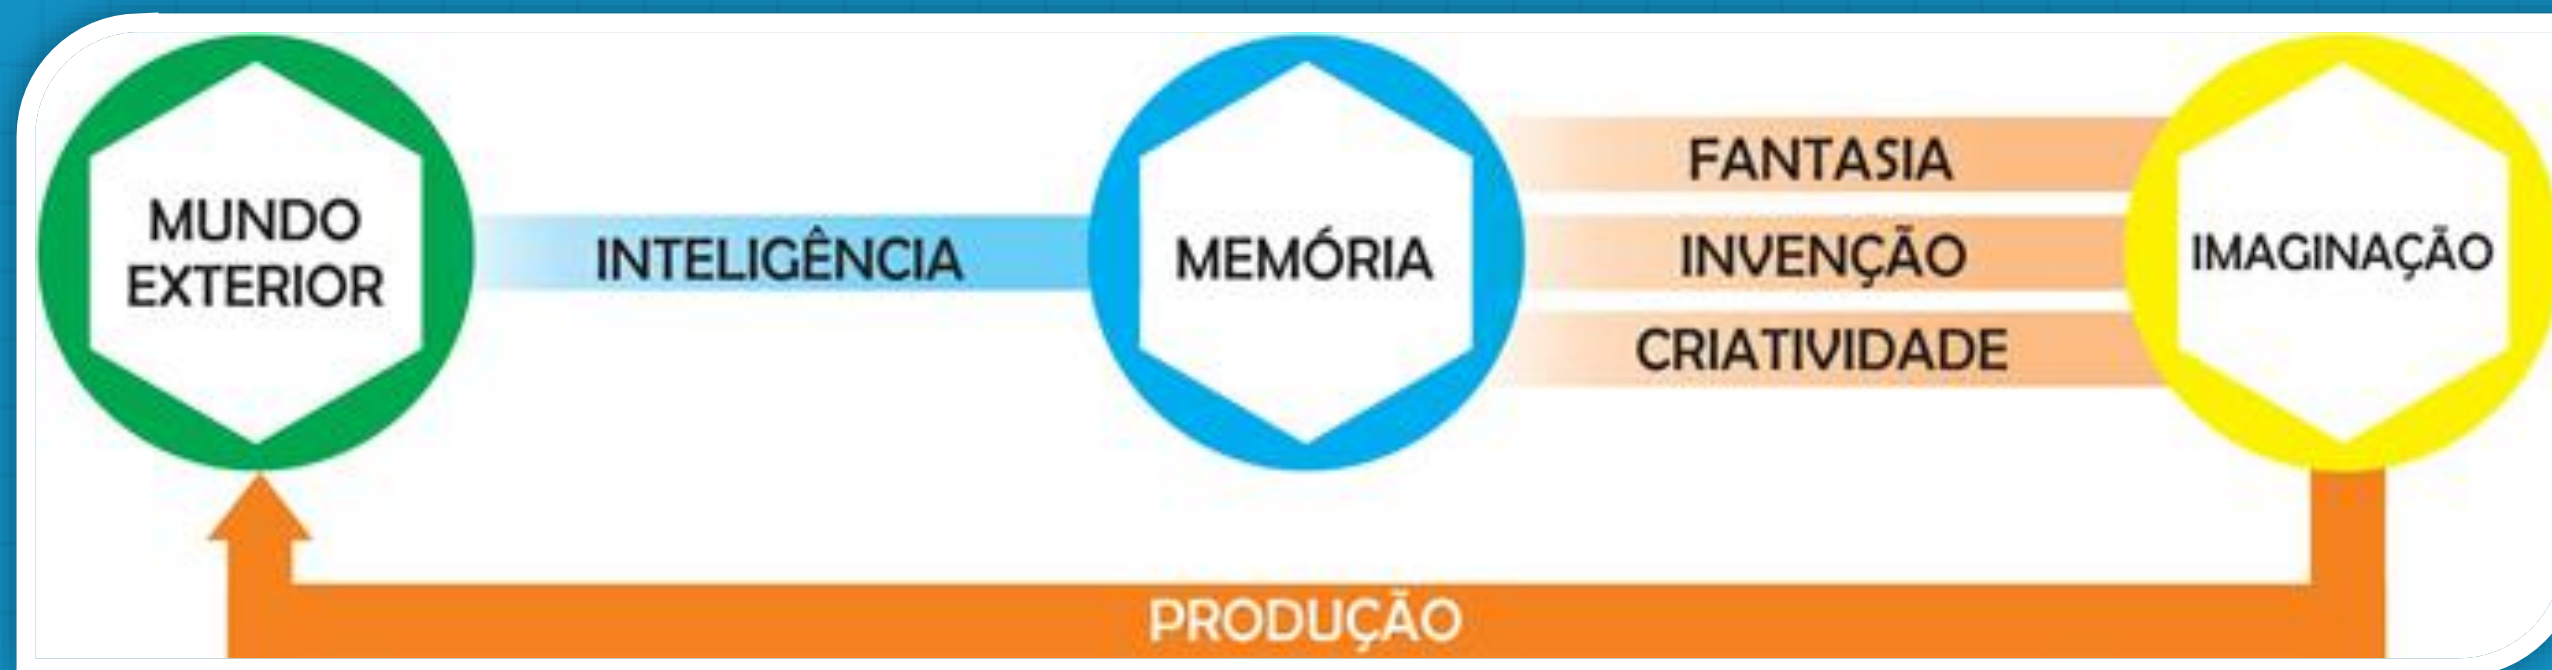 MUNDO
EXTERIOR
INTELIGÊNCIA
MEMÓRIA
FANTASIA
INVENÇÃO
CRIATIVIDADE
IMAGINAÇÃO
PRODUÇÃO